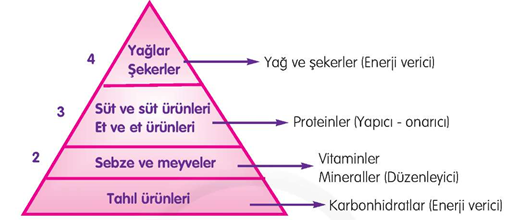 4
Yağlar
Şekerler
Yağ ve şekerler (Enerji verici)
3
Süt ve süt ürünleri
Et ve et ürünleri
Proteinler (Yapıcı - onarıcı)
2
Sebze ve meyveler
Vitaminler
Mineraller (Düzenleyici)
Tahıl ürünleri
Karbonhidratlar (Enerji verici)